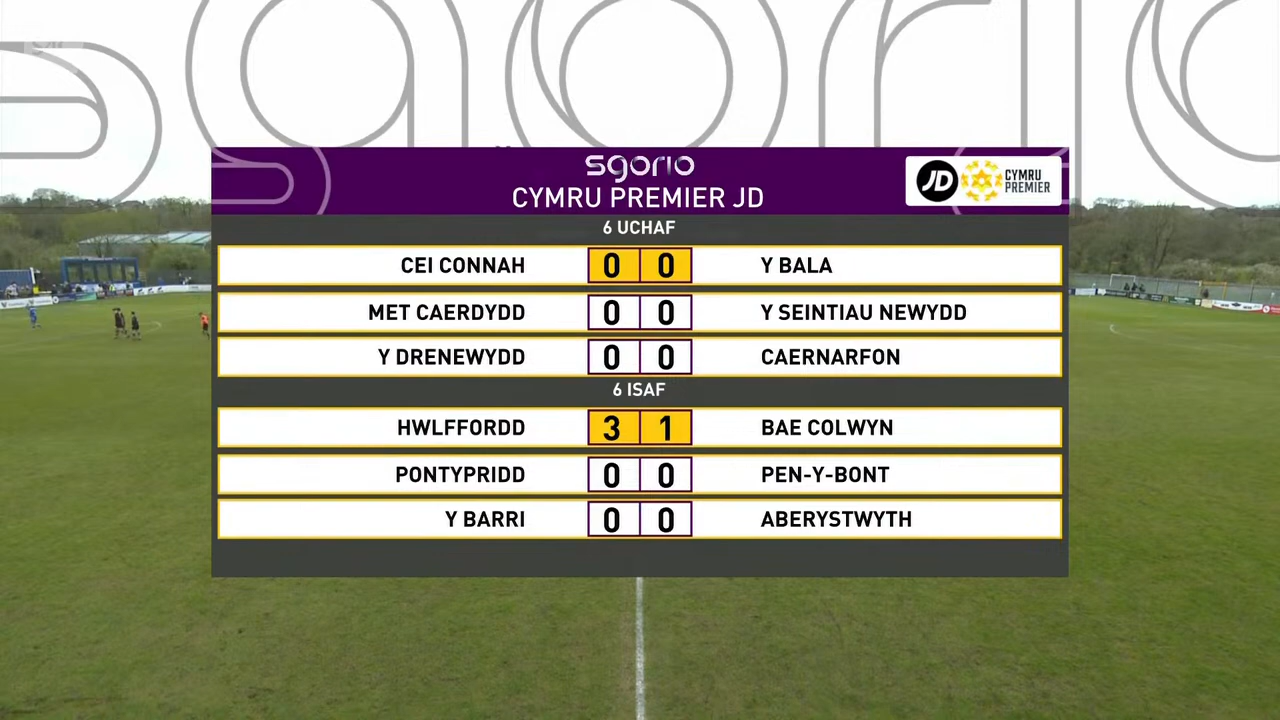 sgorio
sgorio
CYMRU PREMIER JD
JD CYMRU PREMIER
6 UCHAF
CEI CONNAH 0 0 Y BALA
MET CAERDYDD 0 0 Y SEINTIAU NEWYDD
Y DRENEWYDD 0 0 CAERNARFON
6 ISAF
HWLFFORDD 3 1 BAE COLWYN
PONTYPRIDD 0 0 PEN-Y-BONT
Y BARRI 0 0 ABERYSTWYTH